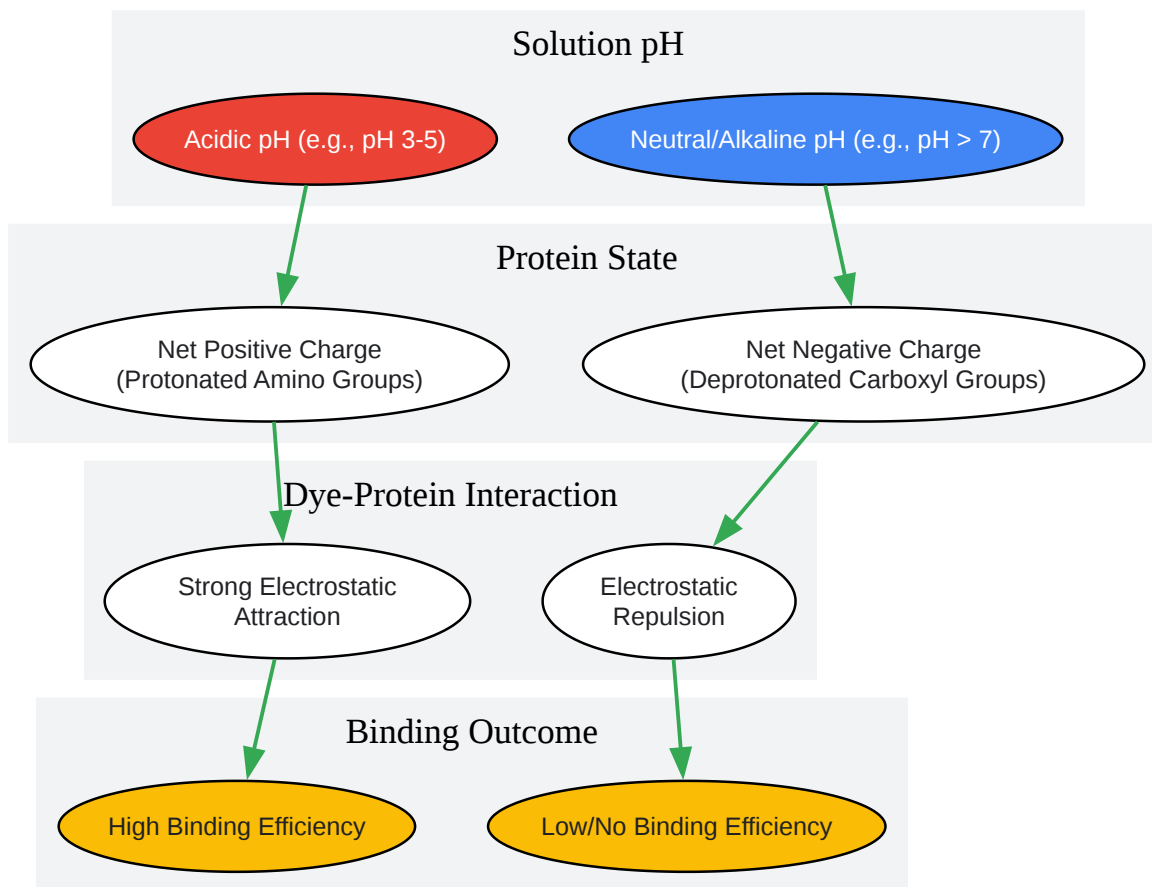 Solution pH
Acidic pH (e.g., pH 3-5)
Neutral/Alkaline pH (e.g., pH > 7)
Protein State
Net Positive Charge
(Protonated Amino Groups)
Net Negative Charge
(Deprotonated Carboxyl Groups)
Dye-Protein Interaction
Strong Electrostatic
Attraction
Electrostatic
Repulsion
Binding Outcome
High Binding Efficiency
Low/No Binding Efficiency